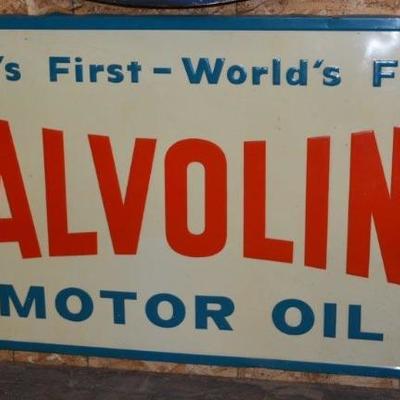 's First - World's F
ALVOLIN
MOTOR OIL